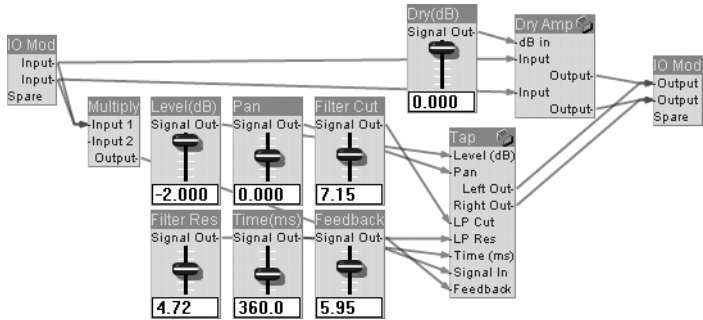 IO Mod
Input
Input
Spare
Multiply
Input 1
Input 2
Output
Level(dB)
Signal Out
-2.000
Pan
Signal Out
0.000
Filter Cut
Signal Out
7.15
Filter Res
Signal Out
4.72
Time(ms)
Signal Out
360.0
Feedback
Signal Out
5.95
Dry(dB)
Signal Out
0.000
Dry Amp
dB in
Input
Output
Input
Output
Tap
Level (dB)
Pan
Left Out
Right Out
LP Cut
LP Res
Time (ms)
Signal In
Feedback
IO Mod
Output
Output
Spare